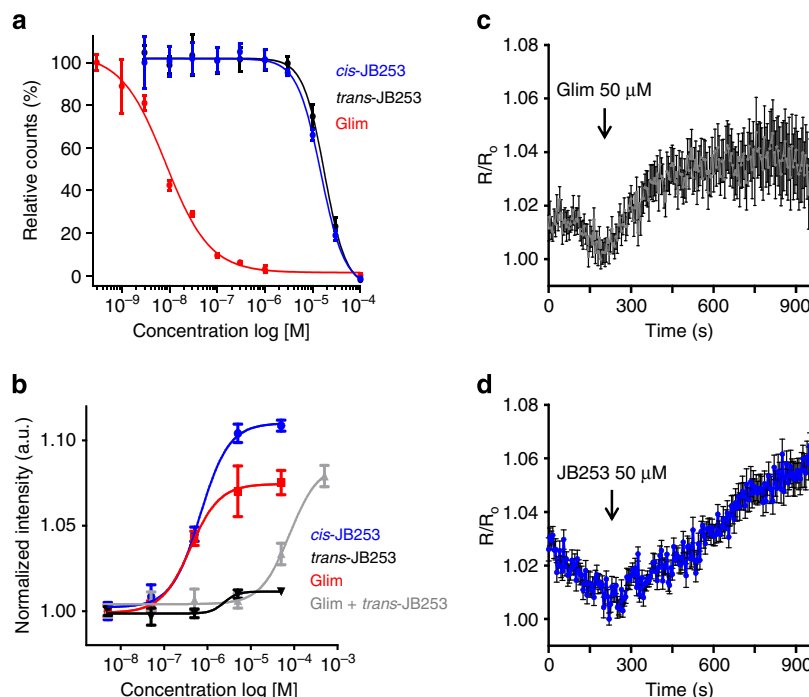 a
100
80
60
40
20
0
Relative counts (%)
cis-JB253
trans-JB253
Glim
10⁻⁹ 10⁻⁸ 10⁻⁷ 10⁻⁶ 10⁻⁵ 10⁻⁴
Concentration log [M]
b
1.10
1.05
1.00
Normalized intensity (a.u.)
cis-JB253
trans-JB253
Glim
Glim + trans-JB253
10⁻⁸ 10⁻⁷ 10⁻⁶ 10⁻⁵ 10⁻⁴ 10⁻³
Concentration log [M]
c
1.08
1.06
1.04
1.02
1.00
R/R₀
Glim 50 μM
0 300 600 900
Time (s)
d
1.08
1.06
1.04
1.02
1.00
R/R₀
JB253 50 μM
0 300 600 900
Time (s)